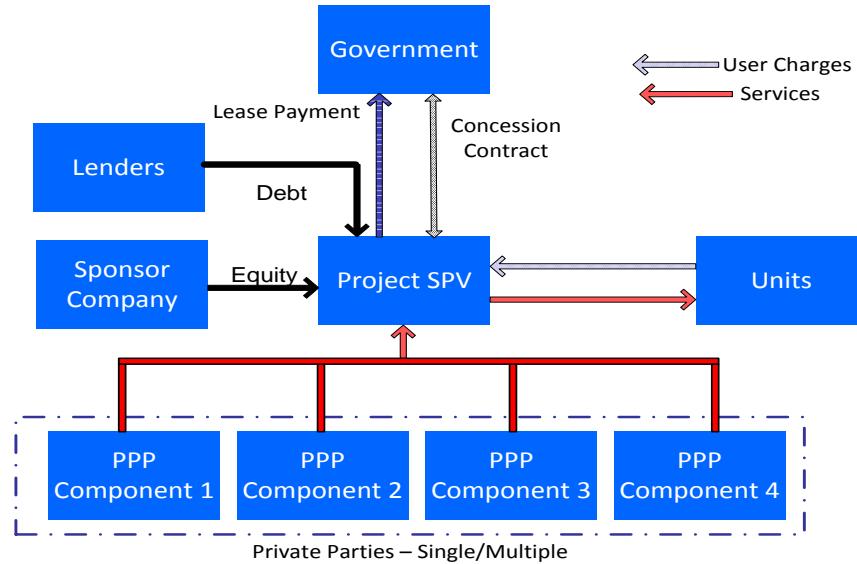 Government
User Charges
Services
Lease Payment
Concession
Contract
Lenders
Debt
Sponsor
Company
Equity
Project SPV
Units
PPP
Component 1
PPP
Component 2
PPP
Component 3
PPP
Component 4
Private Parties – Single/Multiple